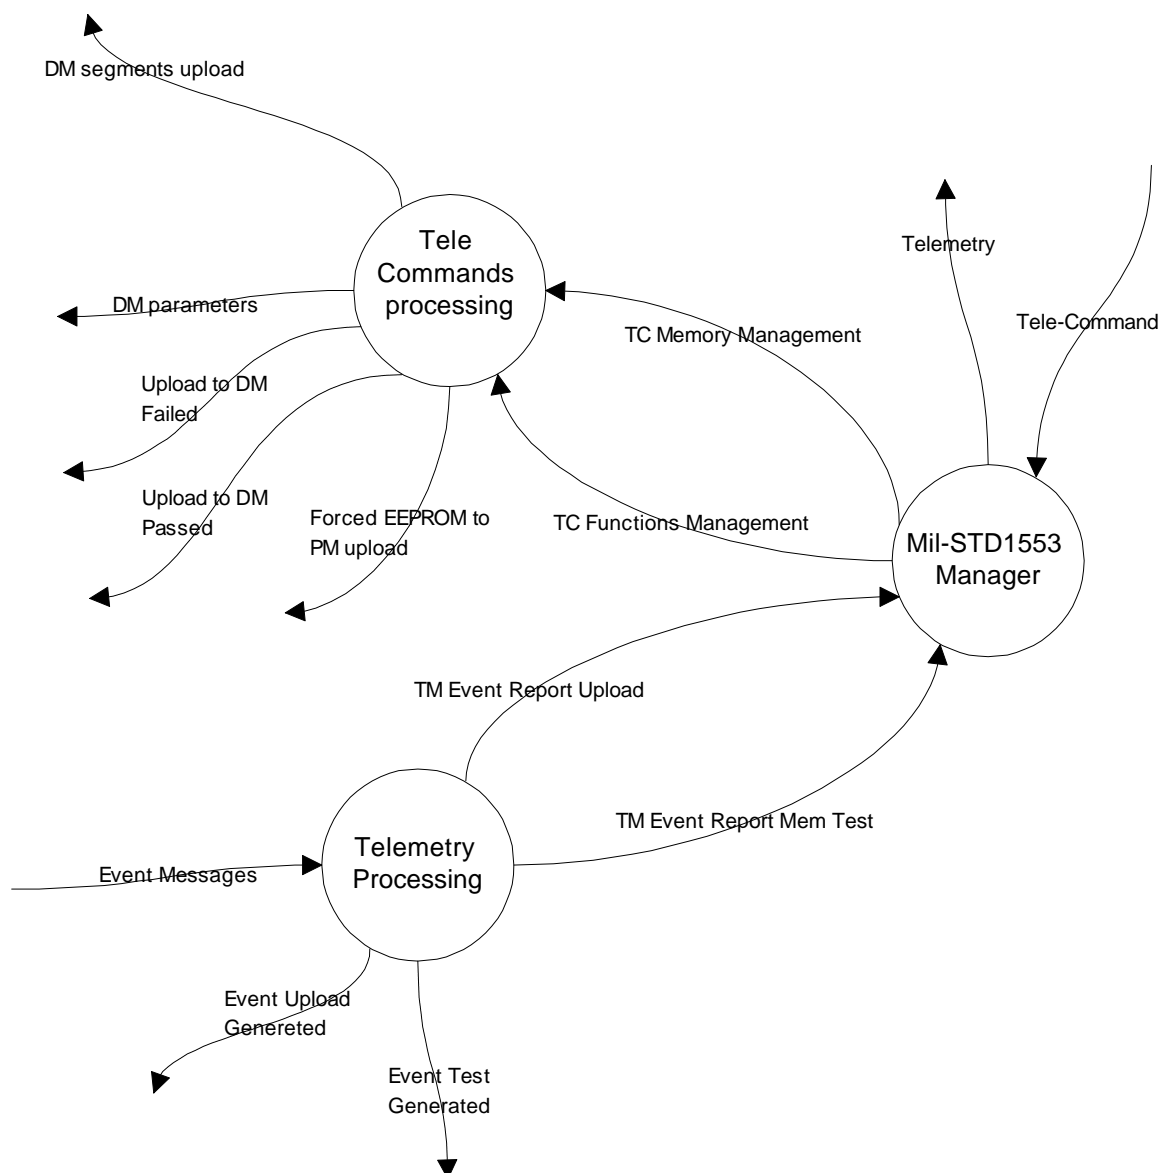 DM segments upload
Tele
Commands
processing
Telemetry
DM parameters
Tele-Command
TC Memory Management
Upload to DM
Failed
Upload to DM
Passed
Forced EEPROM to
PM upload
TC Functions Management
Mil-STD1553
Manager
TM Event Report Upload
TM Event Report Mem Test
Telemetry
Processing
Event Messages
Event Upload
Genereted
Event Test
Generated